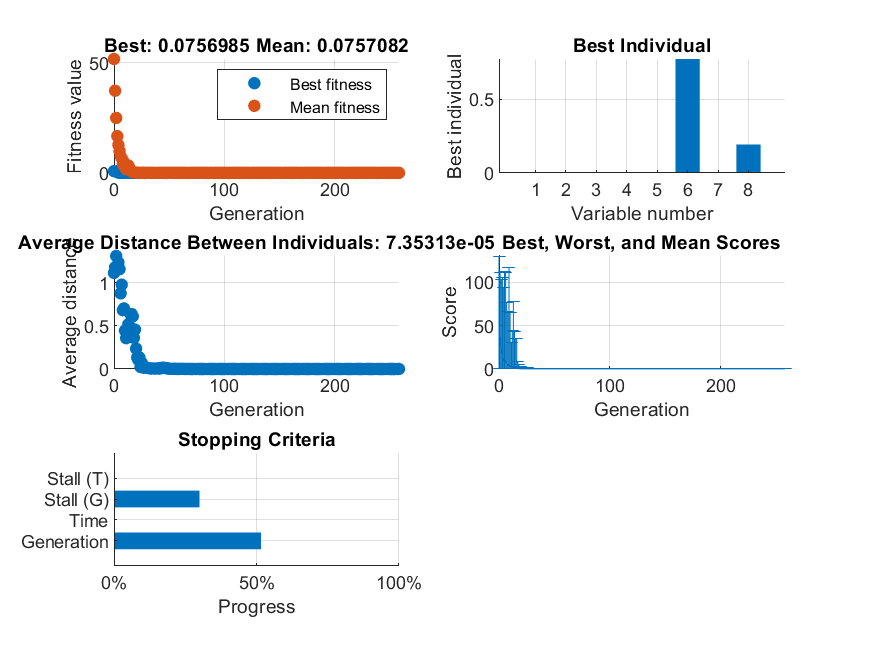 Best: 0.0756985 Mean: 0.0757082
Fitness value
50
0
0
100
200
Generation
Best fitness
Mean fitness
Best Individual
Best individual
0.5
0
1 2 3 4 5 6 7 8
Variable number
Average Distance Between Individuals: 7.35313e-05
Average distance
1
0.5
0
0
100
200
Generation
Best, Worst, and Mean Scores
Score
100
50
0
0
100
200
Generation
Stopping Criteria
Stall (T)
Stall (G)
Time
Generation
0%
50%
100%
Progress